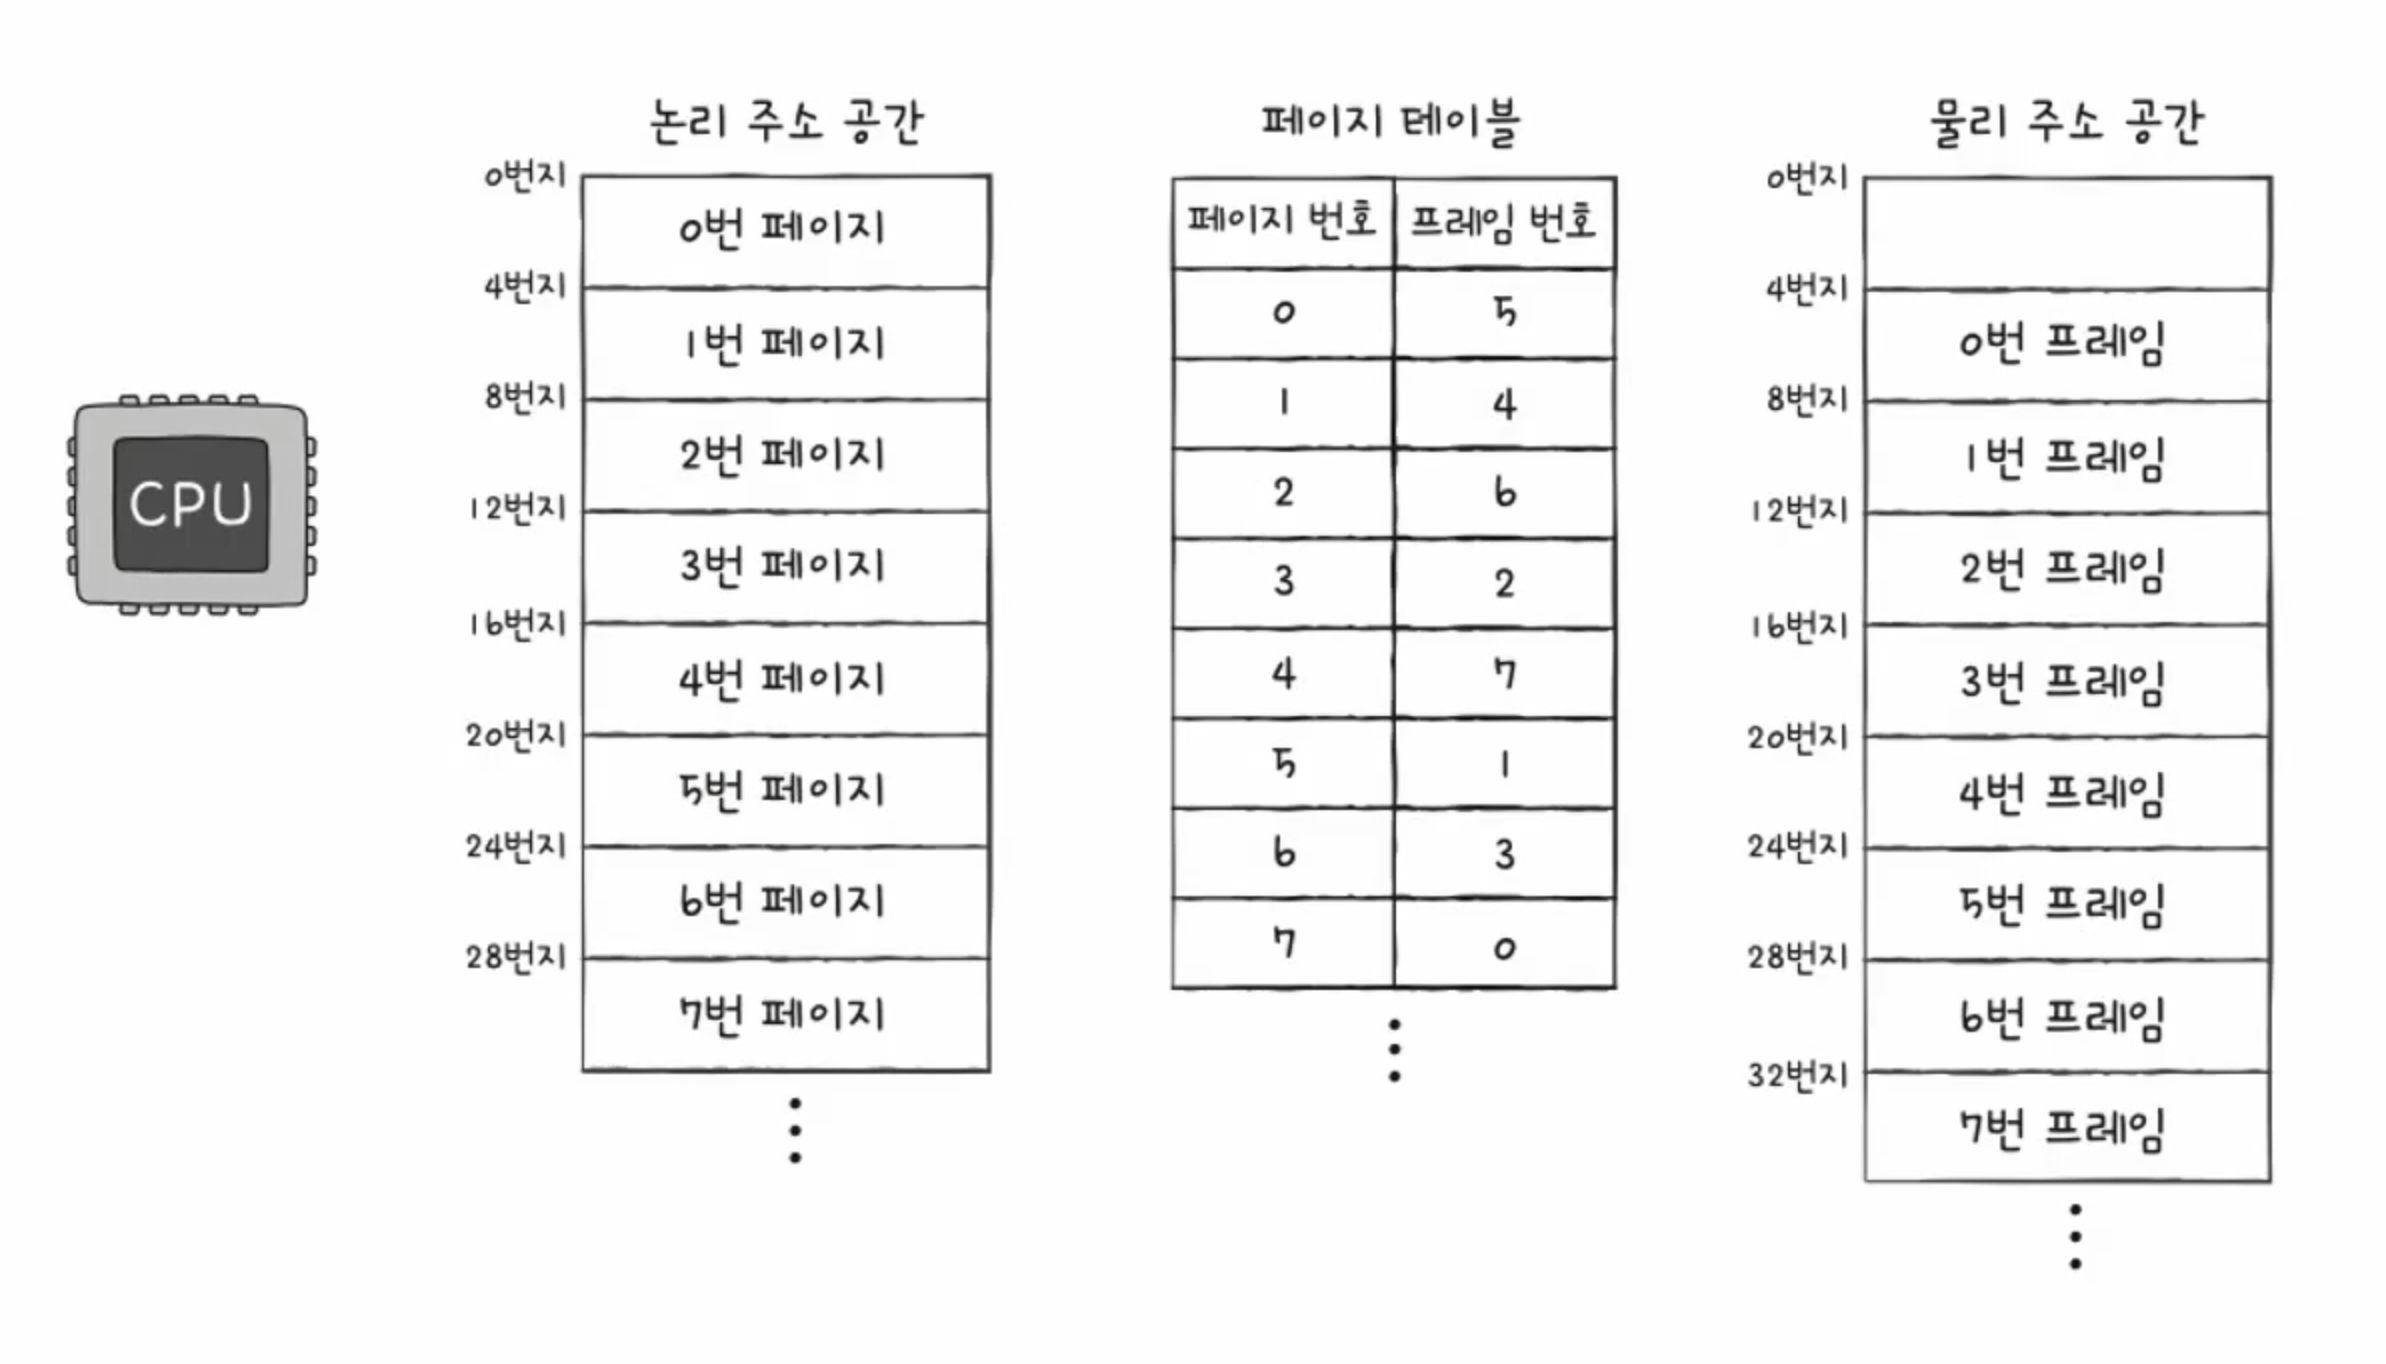 CPU
논리 주소 공간
0번지
0번 페이지
4번지
1번 페이지
8번지
2번 페이지
12번지
3번 페이지
16번지
4번 페이지
20번지
5번 페이지
24번지
6번 페이지
28번지
7번 페이지
페이지 테이블
페이지 번호 프레임 번호
0 5
1 4
2 6
3 2
4 7
5 1
6 3
7 0
물리 주소 공간
0번지
4번지
0번 프레임
8번지
1번 프레임
12번지
2번 프레임
16번지
3번 프레임
20번지
4번 프레임
24번지
5번 프레임
28번지
6번 프레임
32번지
7번 프레임